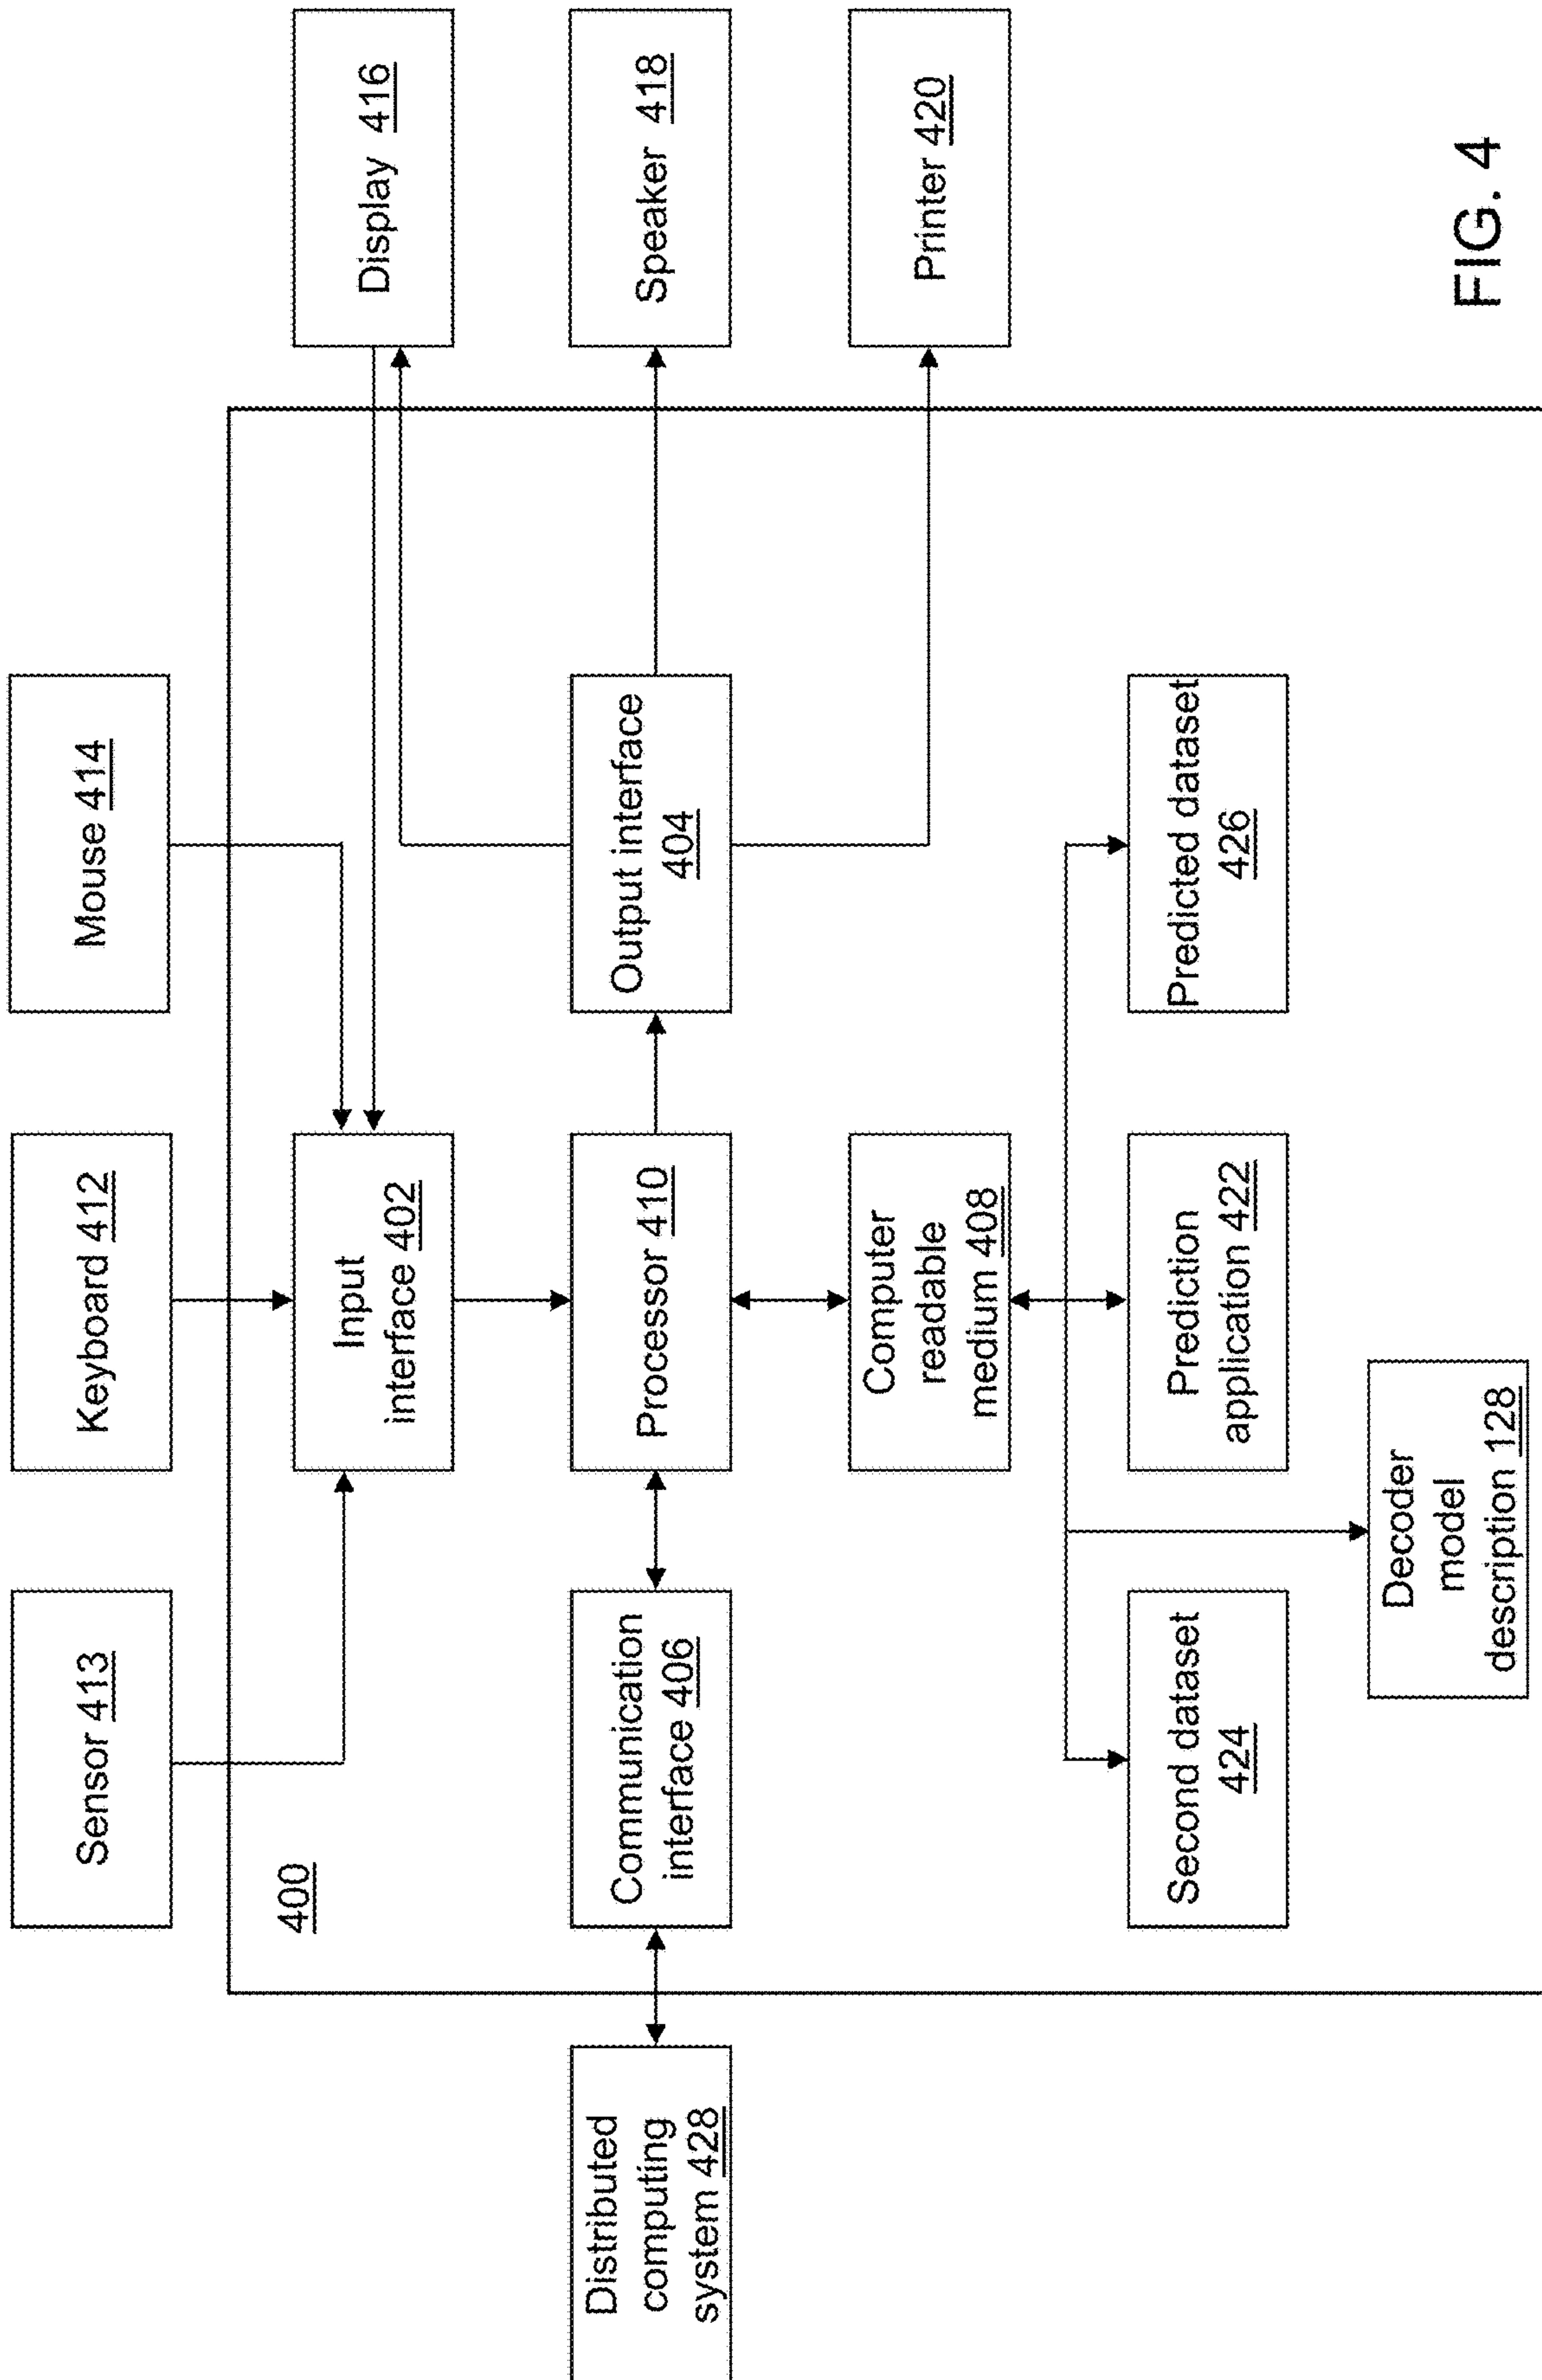 Sensor 413
Keyboard 412
Mouse 414
400
Input
interface 402
Display 416
Distributed
computing
system 428
Communication
interface 406
Processor 410
Output interface
404
Speaker 418
Computer
readable
medium 408
Printer 420
Second dataset
424
Prediction
application 422
Predicted dataset
426
Decoder
model
description 128
FIG. 4